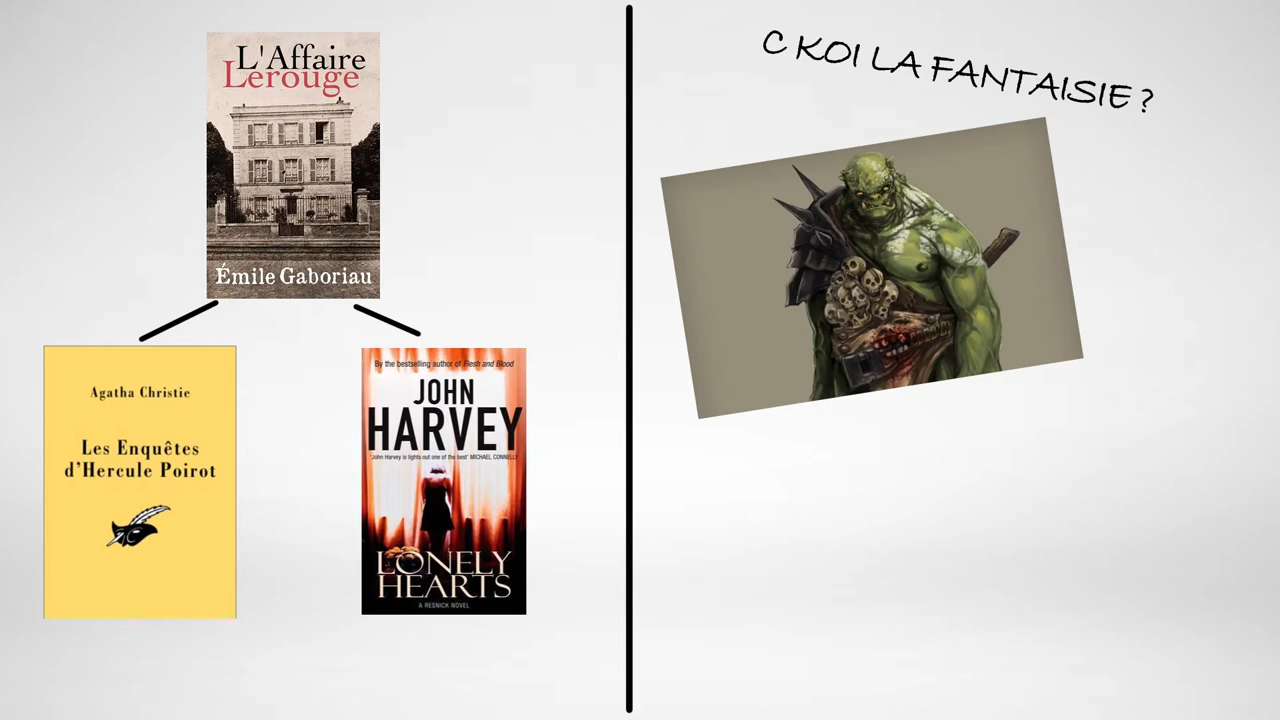 L'Affaire
Lerouge
Émile Gaboriau
Agatha Christie
Les Enquêtes
d'Hercule Poirot
By the bestselling author of Flesh and Blood
JOHN
HARVEY
'John Harvey is lights out one of the best' MICHAEL CONNELLY
LONELY
HEARTS
A RESNICK NOVEL
C KOI LA FANTAISIE ?